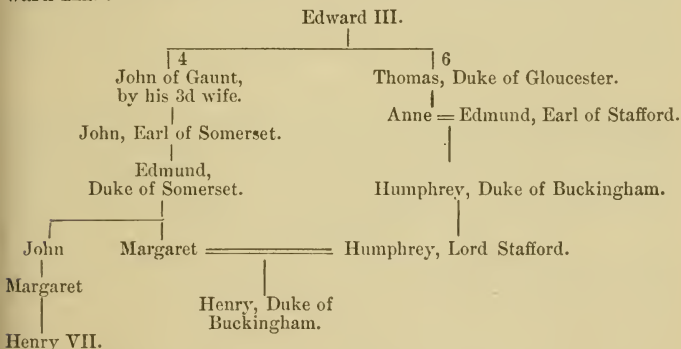 Edward III.
4 6
John of Gaunt, Thomas, Duke of Gloucester.
by his 3d wife.
Anne = Edmund, Earl of Stafford.
John, Earl of Somerset.
Edmund,
Duke of Somerset. Humphrey, Duke of Buckingham.
John Margaret Humphrey, Lord Stafford.
Margaret
Henry, Duke of
Buckingham.
Henry VII.